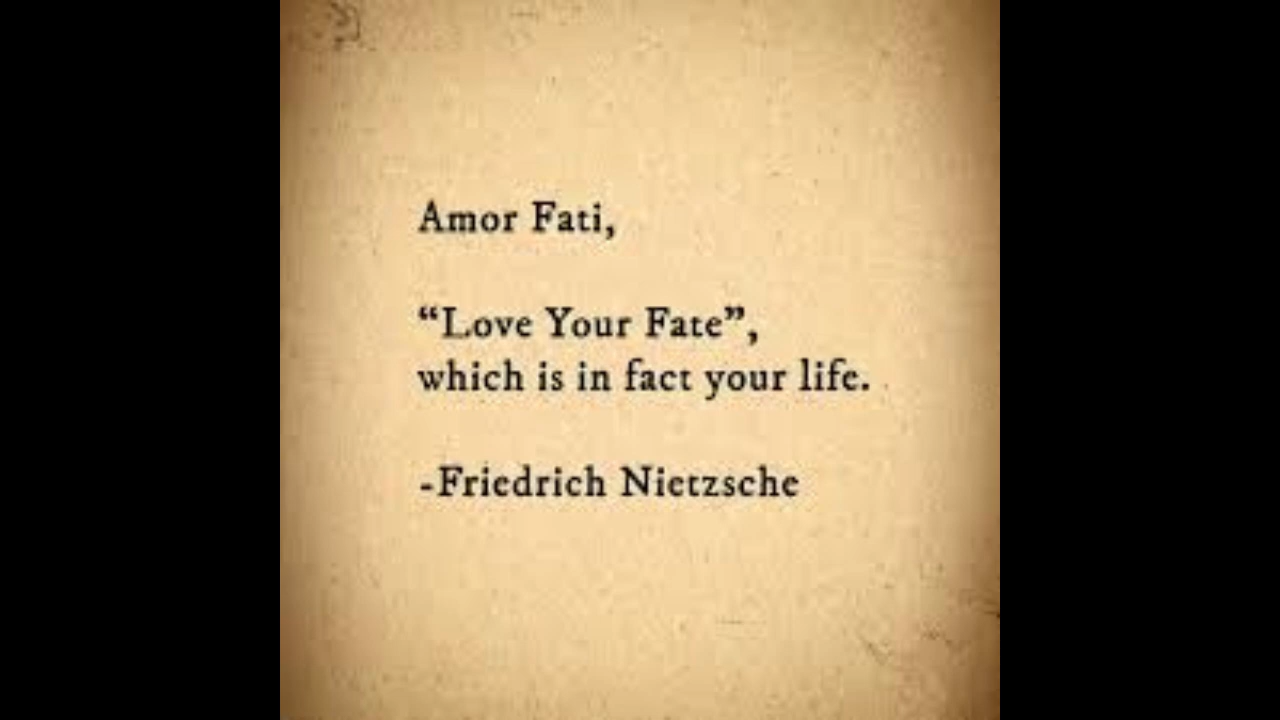 Amor Fati,
“Love Your Fate”,
which is in fact your life.
-Friedrich Nietzsche